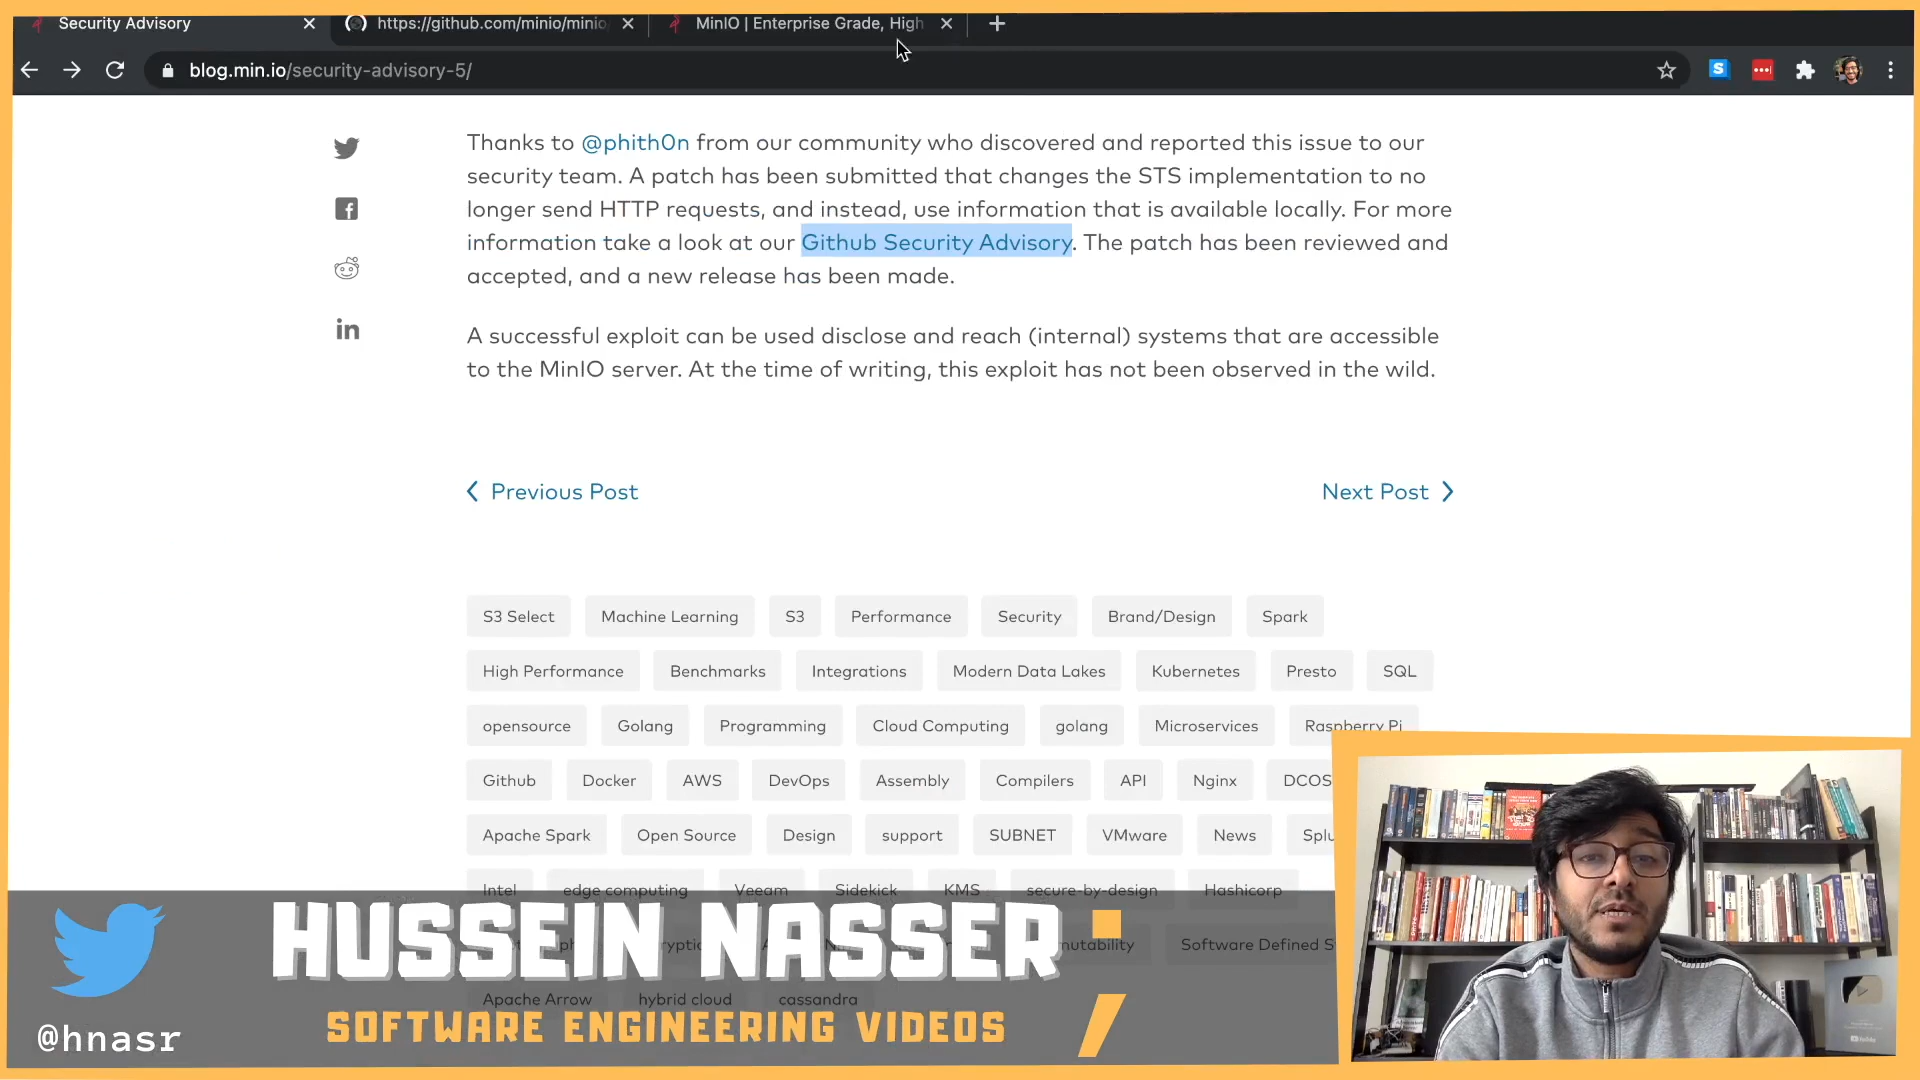 Security Advisory
https://github.com/minio/minio
MinIO | Enterprise Grade, High
blog.min.io/security-advisory-5/
Thanks to @phith0n from our community who discovered and reported this issue to our
security team. A patch has been submitted that changes the STS implementation to no
longer send HTTP requests, and instead, use information that is available locally. For more
information take a look at our Github Security Advisory. The patch has been reviewed and
accepted, and a new release has been made.
A successful exploit can be used disclose and reach (internal) systems that are accessible
to the MinIO server. At the time of writing, this exploit has not been observed in the wild.
Previous Post
Next Post
S3 Select Machine Learning S3 Performance Security Brand/Design Spark
High Performance Benchmarks Integrations Modern Data Lakes Kubernetes Presto SQL
opensource Golang Programming Cloud Computing golang Microservices Raspberry Pi
Github Docker AWS DevOps Assembly Compilers API Nginx DCOS
Apache Spark Open Source Design support SUBNET VMware News Splu
Intel edge computing Veeam Sidekick KMS secure-by-design Hashicorp
Software Defined S
Apache Arrow hybrid cloud cassandra
HUSSEIN NASSER ;
SOFTWARE ENGINEERING VIDEOS
@hnasr